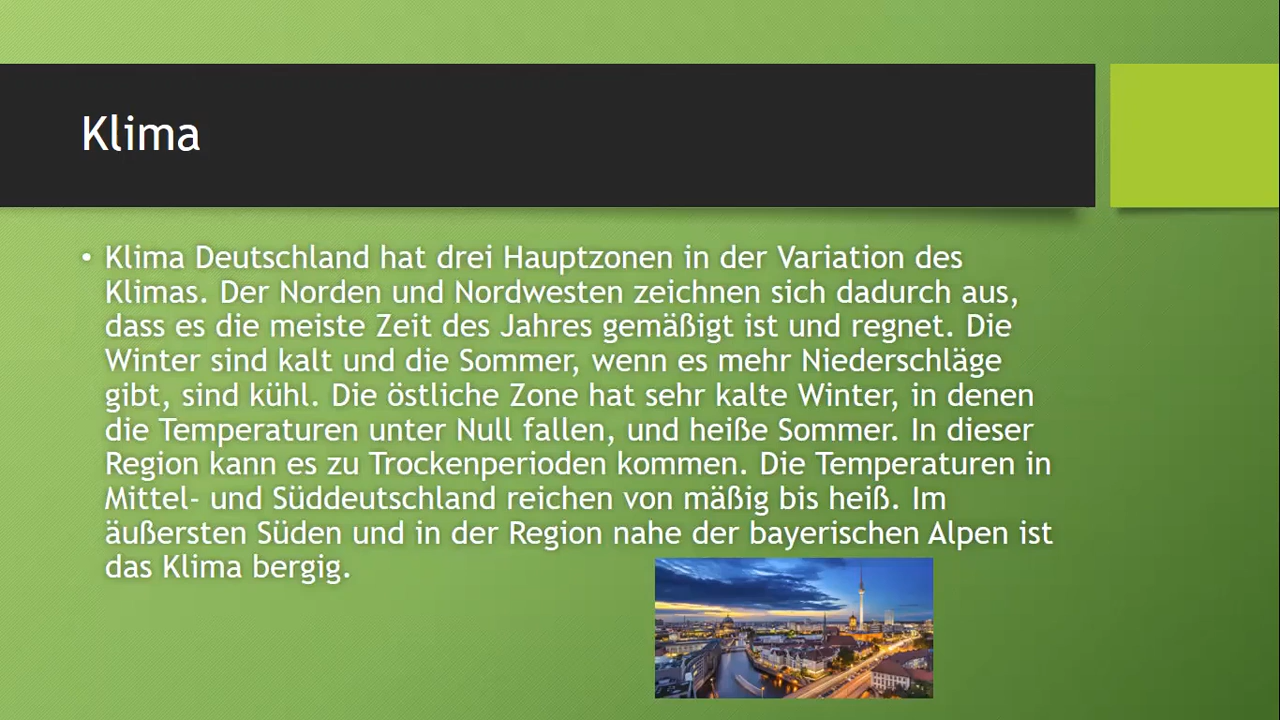 Klima
• Klima Deutschland hat drei Hauptzonen in der Variation des
Klimas. Der Norden und Nordwesten zeichnen sich dadurch aus,
dass es die meiste Zeit des Jahres gemäßigt ist und regnet. Die
Winter sind kalt und die Sommer, wenn es mehr Niederschläge
gibt, sind kühl. Die östliche Zone hat sehr kalte Winter, in denen
die Temperaturen unter Null fallen, und heiße Sommer. In dieser
Region kann es zu Trockenperioden kommen. Die Temperaturen in
Mittel- und Süddeutschland reichen von mäßig bis heiß. Im
äußersten Süden und in der Region nahe der bayerischen Alpen ist
das Klima bergig.